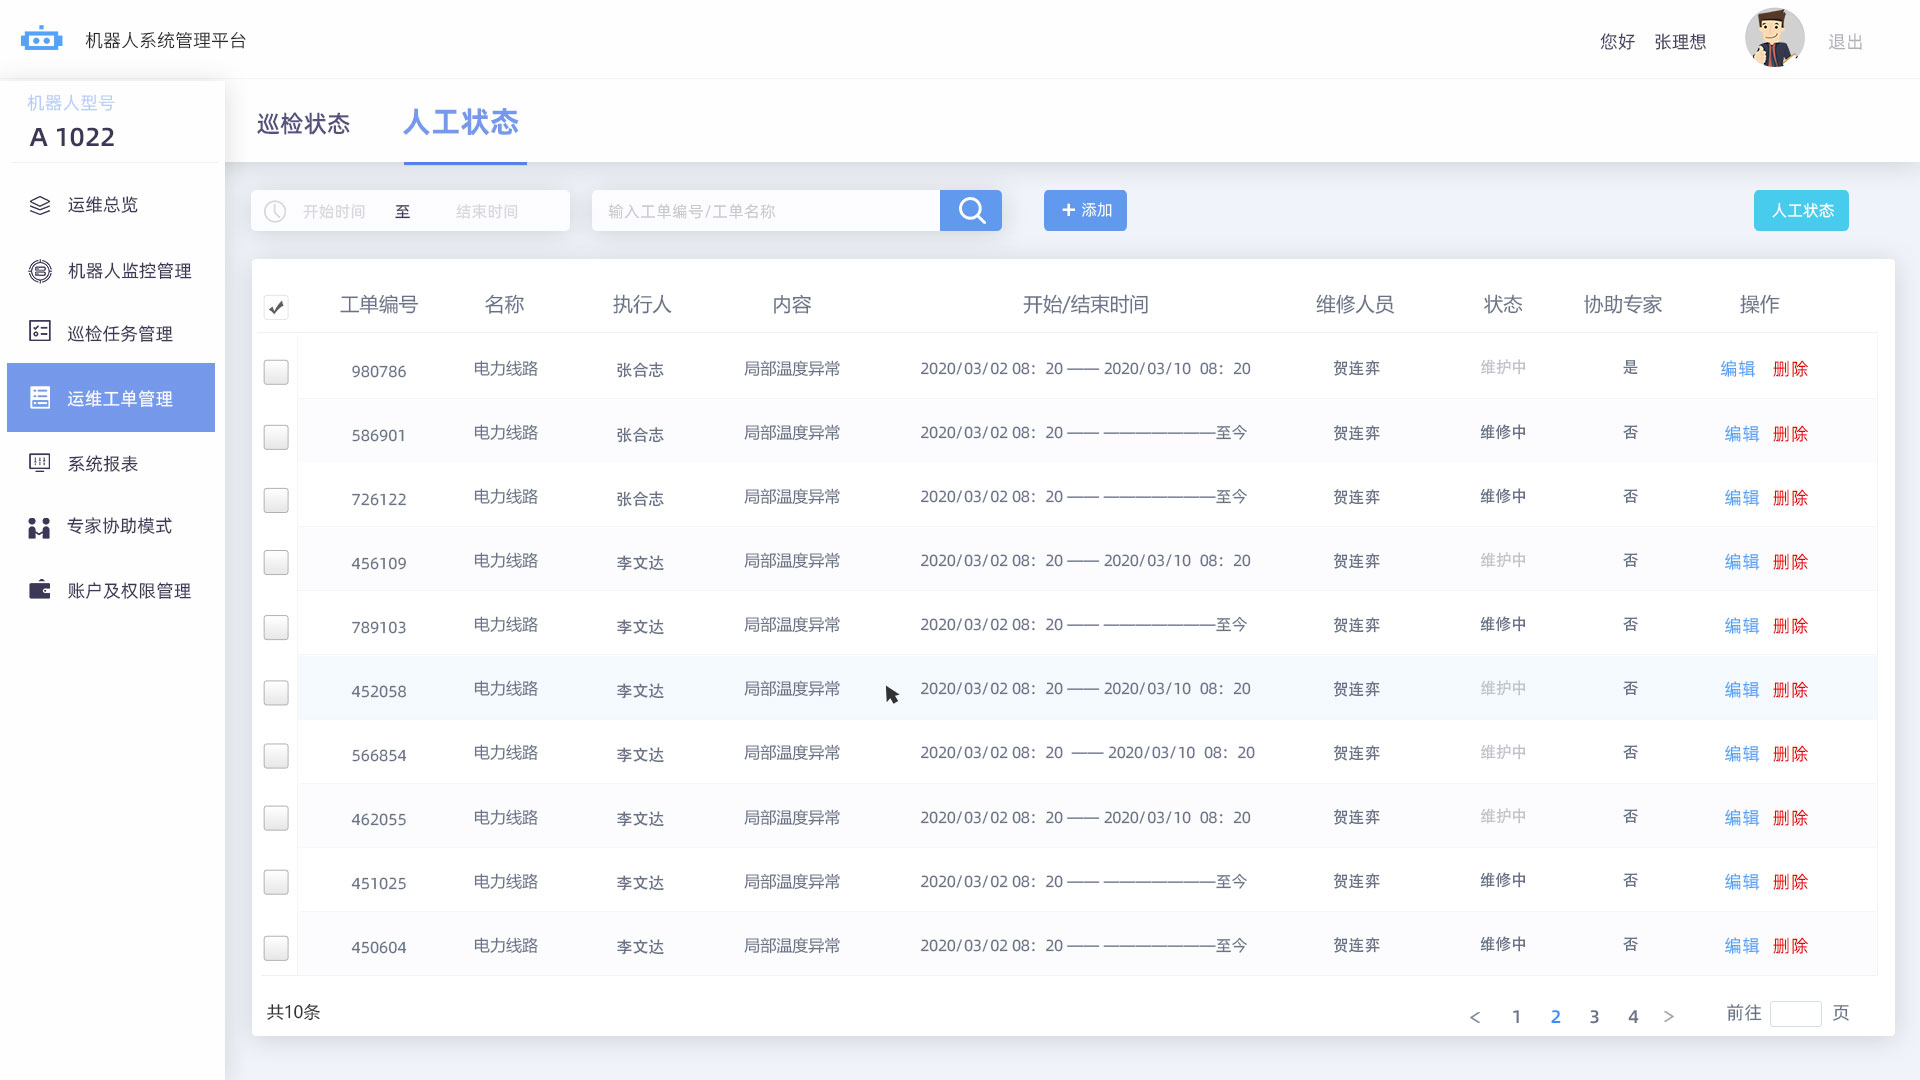 机器人系统管理平台
您好 张理想 退出
机器人型号
A 1022
运维总览
机器人监控管理
巡检任务管理
运维工单管理
系统报表
专家协助模式
账户及权限管理
巡检状态 人工状态
开始时间 至 结束时间 输入工单编号/工单名称 + 添加 人工状态
工单编号 名称 执行人 内容 开始/结束时间 维修人员 状态 协助专家 操作
980786 电力线路 张合志 局部温度异常 2020/03/02 08：20 —— 2020/03/10 08：20 贺连弈 维护中 是 编辑 删除
586901 电力线路 张合志 局部温度异常 2020/03/02 08：20 —— ———————至今 贺连弈 维修中 否 编辑 删除
726122 电力线路 张合志 局部温度异常 2020/03/02 08：20 —— ———————至今 贺连弈 维修中 否 编辑 删除
456109 电力线路 李文达 局部温度异常 2020/03/02 08：20 —— 2020/03/10 08：20 贺连弈 维护中 否 编辑 删除
789103 电力线路 李文达 局部温度异常 2020/03/02 08：20 —— ———————至今 贺连弈 维修中 否 编辑 删除
452058 电力线路 李文达 局部温度异常 2020/03/02 08：20 —— 2020/03/10 08：20 贺连弈 维护中 否 编辑 删除
566854 电力线路 李文达 局部温度异常 2020/03/02 08：20 —— 2020/03/10 08：20 贺连弈 维护中 否 编辑 删除
462055 电力线路 李文达 局部温度异常 2020/03/02 08：20 —— 2020/03/10 08：20 贺连弈 维护中 否 编辑 删除
451025 电力线路 李文达 局部温度异常 2020/03/02 08：20 —— ———————至今 贺连弈 维修中 否 编辑 删除
450604 电力线路 李文达 局部温度异常 2020/03/02 08：20 —— ———————至今 贺连弈 维修中 否 编辑 删除
共10条 < 1 2 3 4 > 前往 页